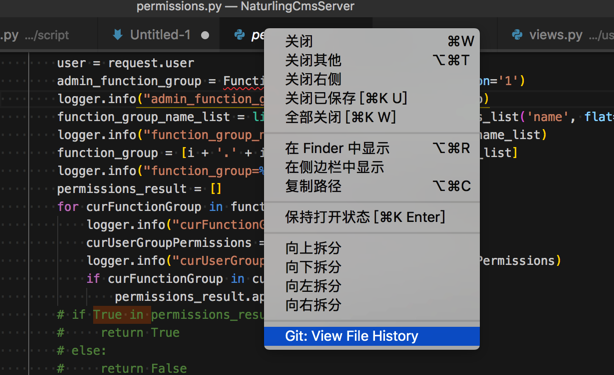 permissions.py — NaturlingCmsServer
.py .../script
Untitled-1
views.py
user = request.user
admin_function_group =
logger.info("admin_function_g
function_group_name_list =
s_list('name', flat=
logger.info("function_group_n
name_list)
function_group = [i + '.' + i
_list]
logger.info("function_group=%
permissions_result = []
for curFunctionGroup in funct
logger.info("curFunctionG
curUserGroupPermissions =
logger.info("curUserGroup
Permissions)
if curFunctionGroup in cu
permissions_result.ap
# if True in permissions_resu
# return True
# else:
# return False
关闭 ⌘W
关闭其他 ⌥⌘T
关闭右侧
关闭已保存 [⌘K U]
全部关闭 [⌘K W]
在 Finder 中显示 ⌥⌘R
在侧边栏中显示
复制路径 ⌥⌘C
保持打开状态 [⌘K Enter]
向上拆分
向下拆分
向左拆分
向右拆分
Git: View File History